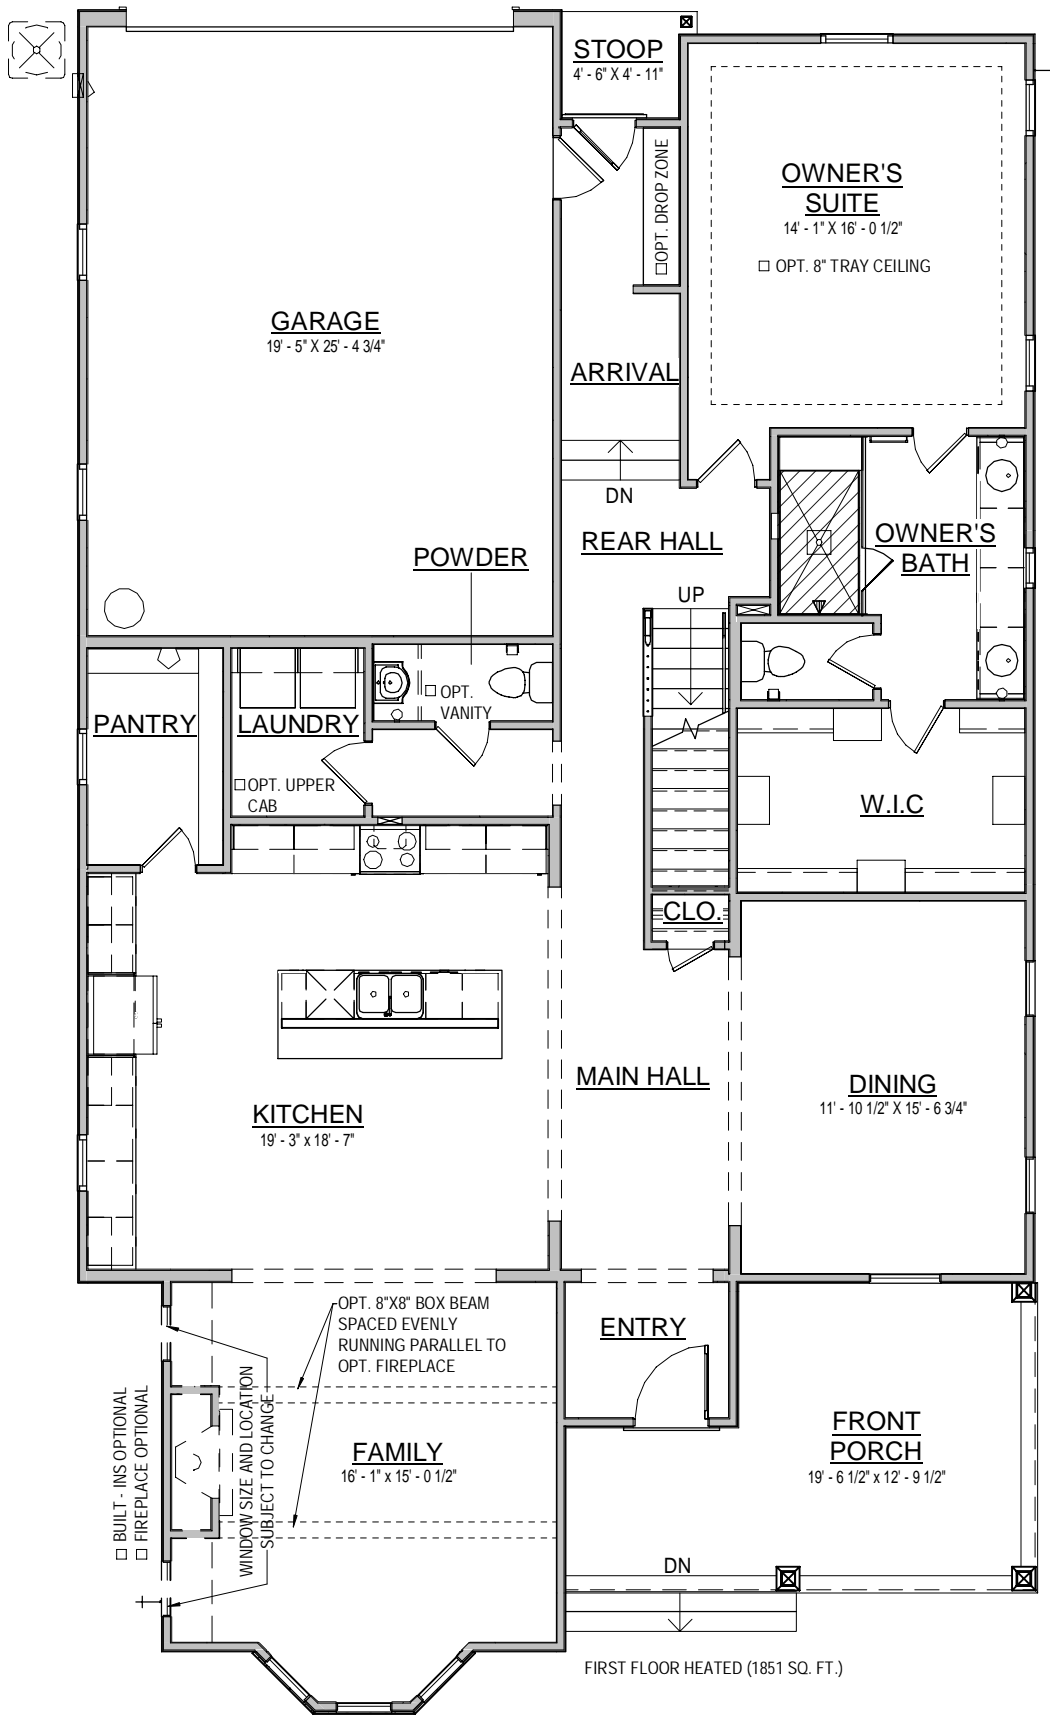 STOOP
4' - 6" X 4' - 11"
OPT. DROP ZONE
OWNER'S
SUITE
14' - 1" X 16' - 0 1/2"
OPT. 8" TRAY CEILING
GARAGE
19' - 5" X 25' - 4 3/4"
ARRIVAL
DN
REAR HALL
OWNER'S
BATH
POWDER
UP
OPT.
VANITY
PANTRY
LAUNDRY
OPT. UPPER
CAB
W.I.C
CLO.
MAIN HALL
DINING
11' - 10 1/2" X 15' - 6 3/4"
KITCHEN
19' - 3" x 18' - 7"
OPT. 8"X8" BOX BEAM
SPACED EVENLY
RUNNING PARALLEL TO
OPT. FIREPLACE
ENTRY
BUILT - INS OPTIONAL
FIREPLACE OPTIONAL
WINDOW SIZE AND LOCATION
SUBJECT TO CHANGE
FAMILY
16' - 1" x 15' - 0 1/2"
FRONT
PORCH
19' - 6 1/2" x 12' - 9 1/2"
DN
FIRST FLOOR HEATED (1851 SQ. FT.)